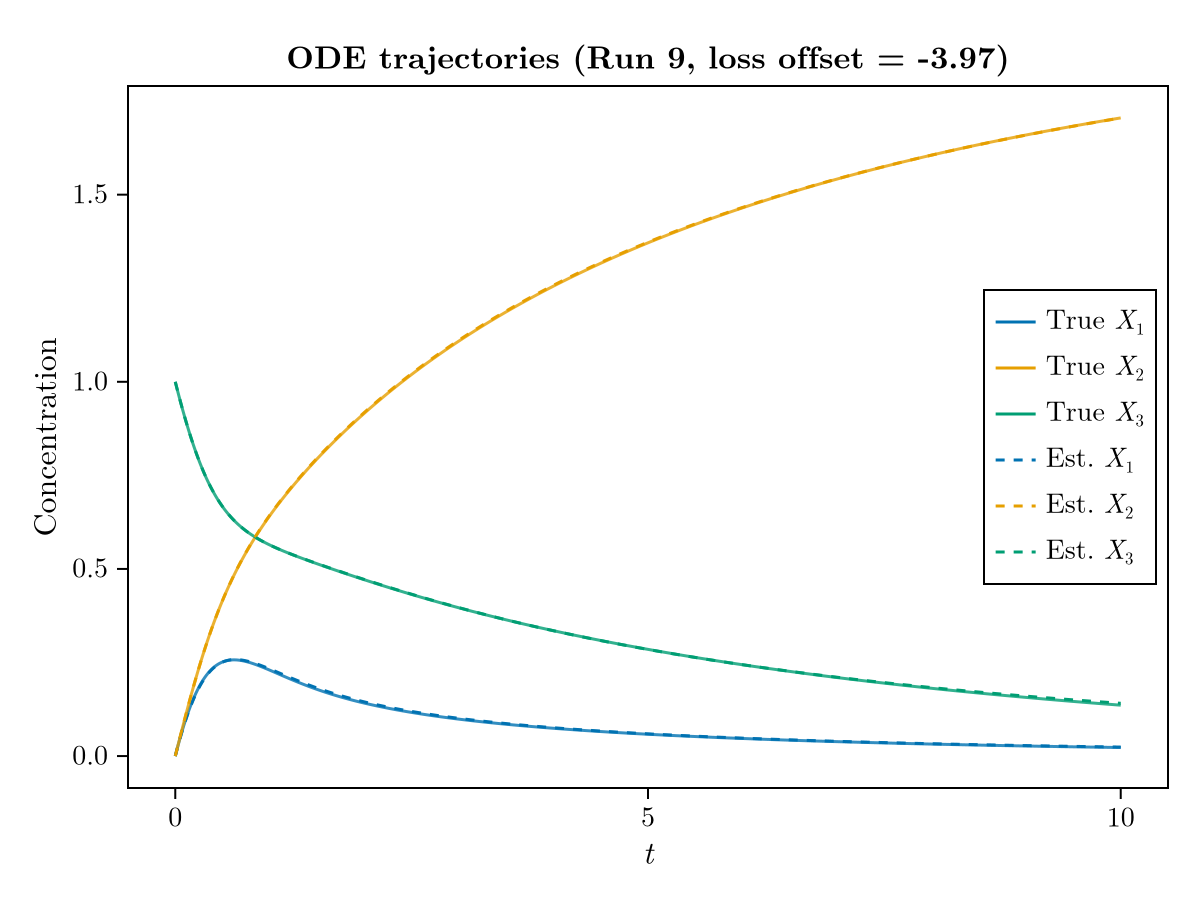 ODE trajectories (Run 9, loss offset = -3.97)
Concentration
1.5
1.0
0.5
0.0
0 5 10
t
True X₁
True X₂
True X₃
Est. X₁
Est. X₂
Est. X₃